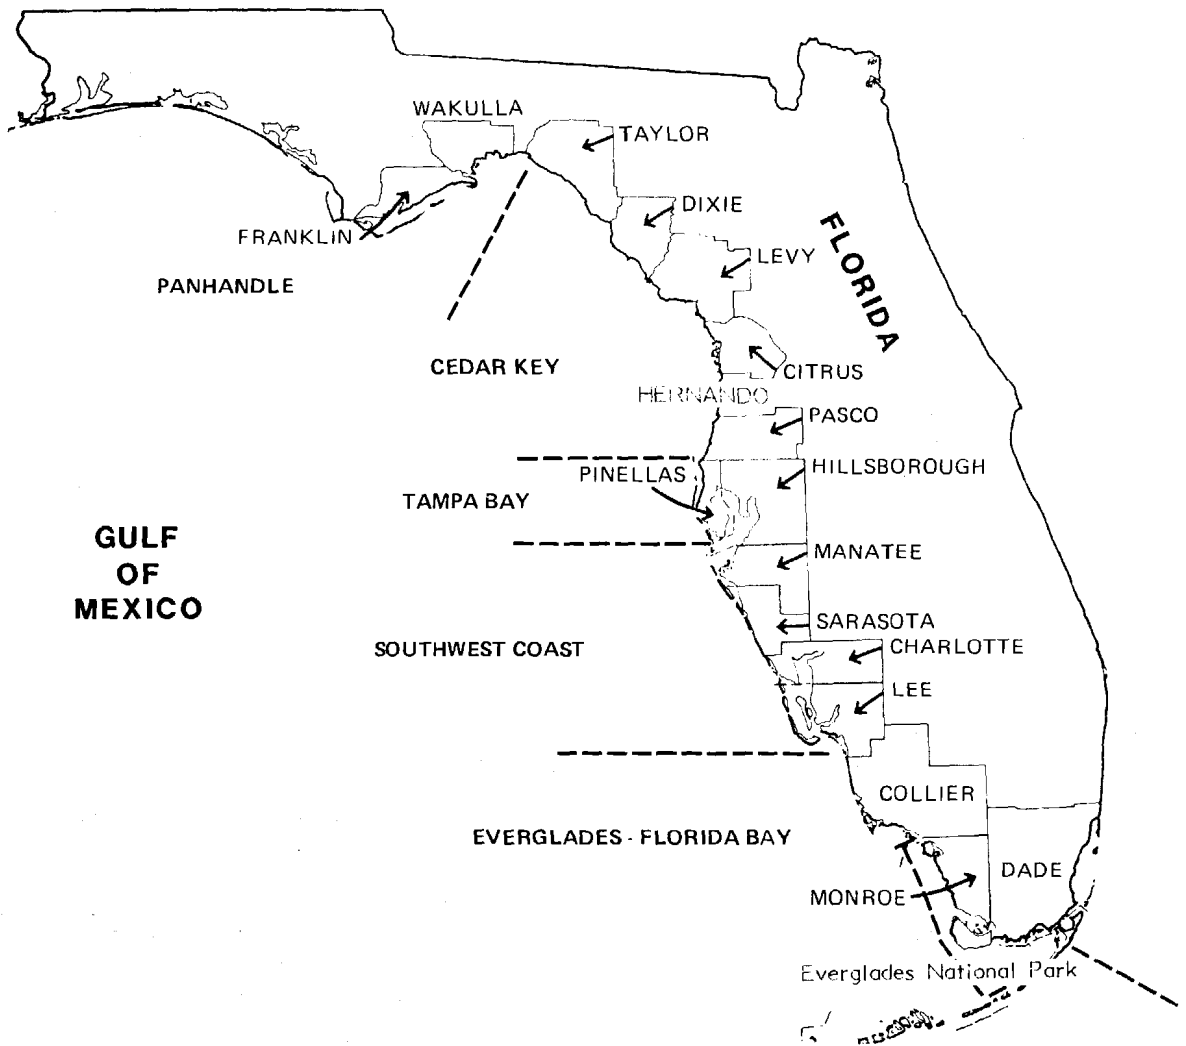 WAKULLA
TAYLOR
DIXIE
FRANKLIN
LEVY
FLORIDA
PANHANDLE
CEDAR KEY
CITRUS
HERNANDO
PASCO
HILLSBOROUGH
PINELLAS
TAMPA BAY
GULF
OF
MEXICO
MANATEE
SARASOTA
CHARLOTTE
SOUTHWEST COAST
LEE
COLLIER
EVERGLADES - FLORIDA BAY
DADE
MONROE
Everglades National Park